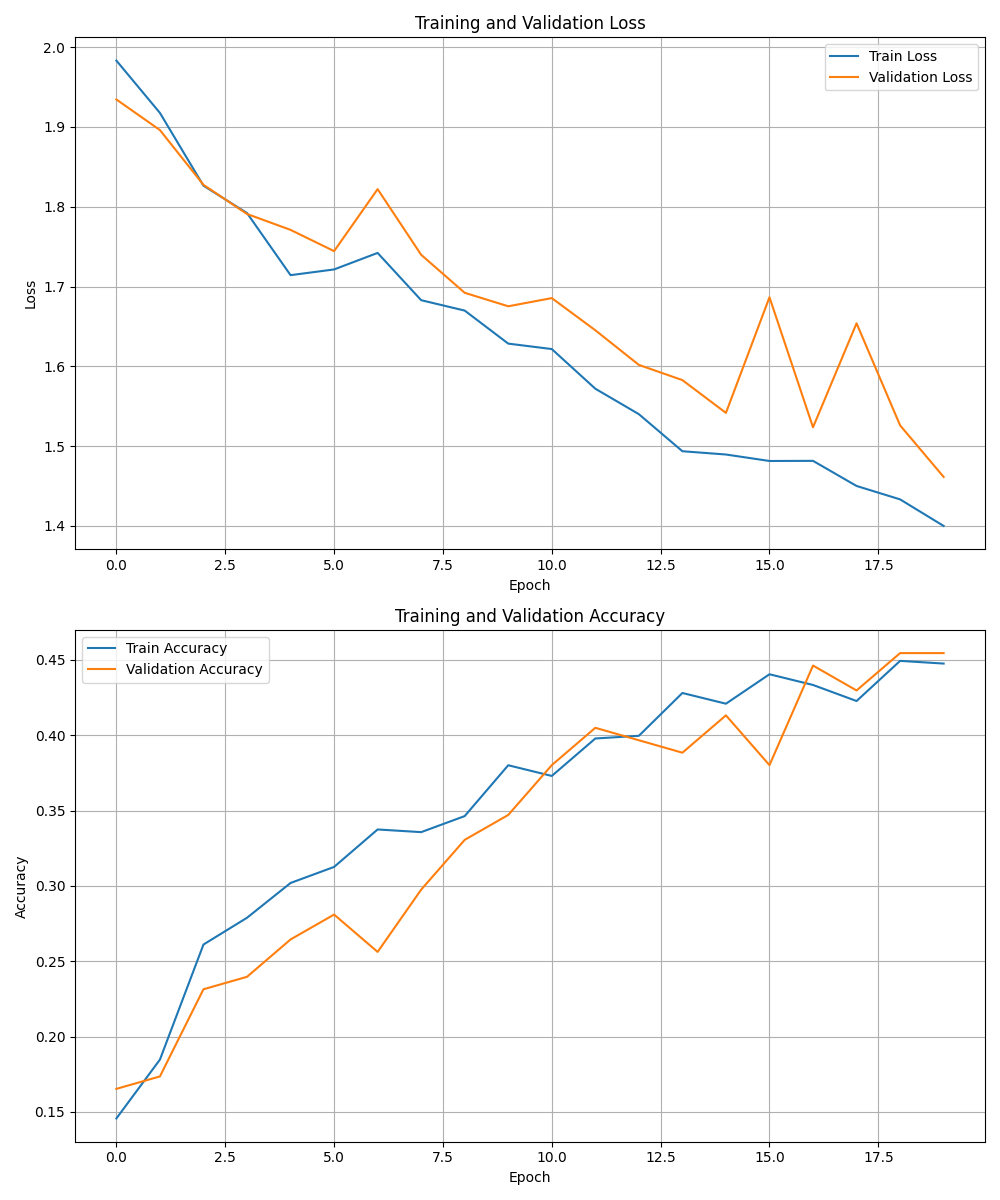 Training and Validation Loss
Train Loss
Validation Loss
2.0
1.9
1.8
1.7
1.6
1.5
1.4
Loss
0.0 2.5 5.0 7.5 10.0 12.5 15.0 17.5
Epoch
Training and Validation Accuracy
Train Accuracy
Validation Accuracy
0.45
0.40
0.35
0.30
0.25
0.20
0.15
Accuracy
0.0 2.5 5.0 7.5 10.0 12.5 15.0 17.5
Epoch